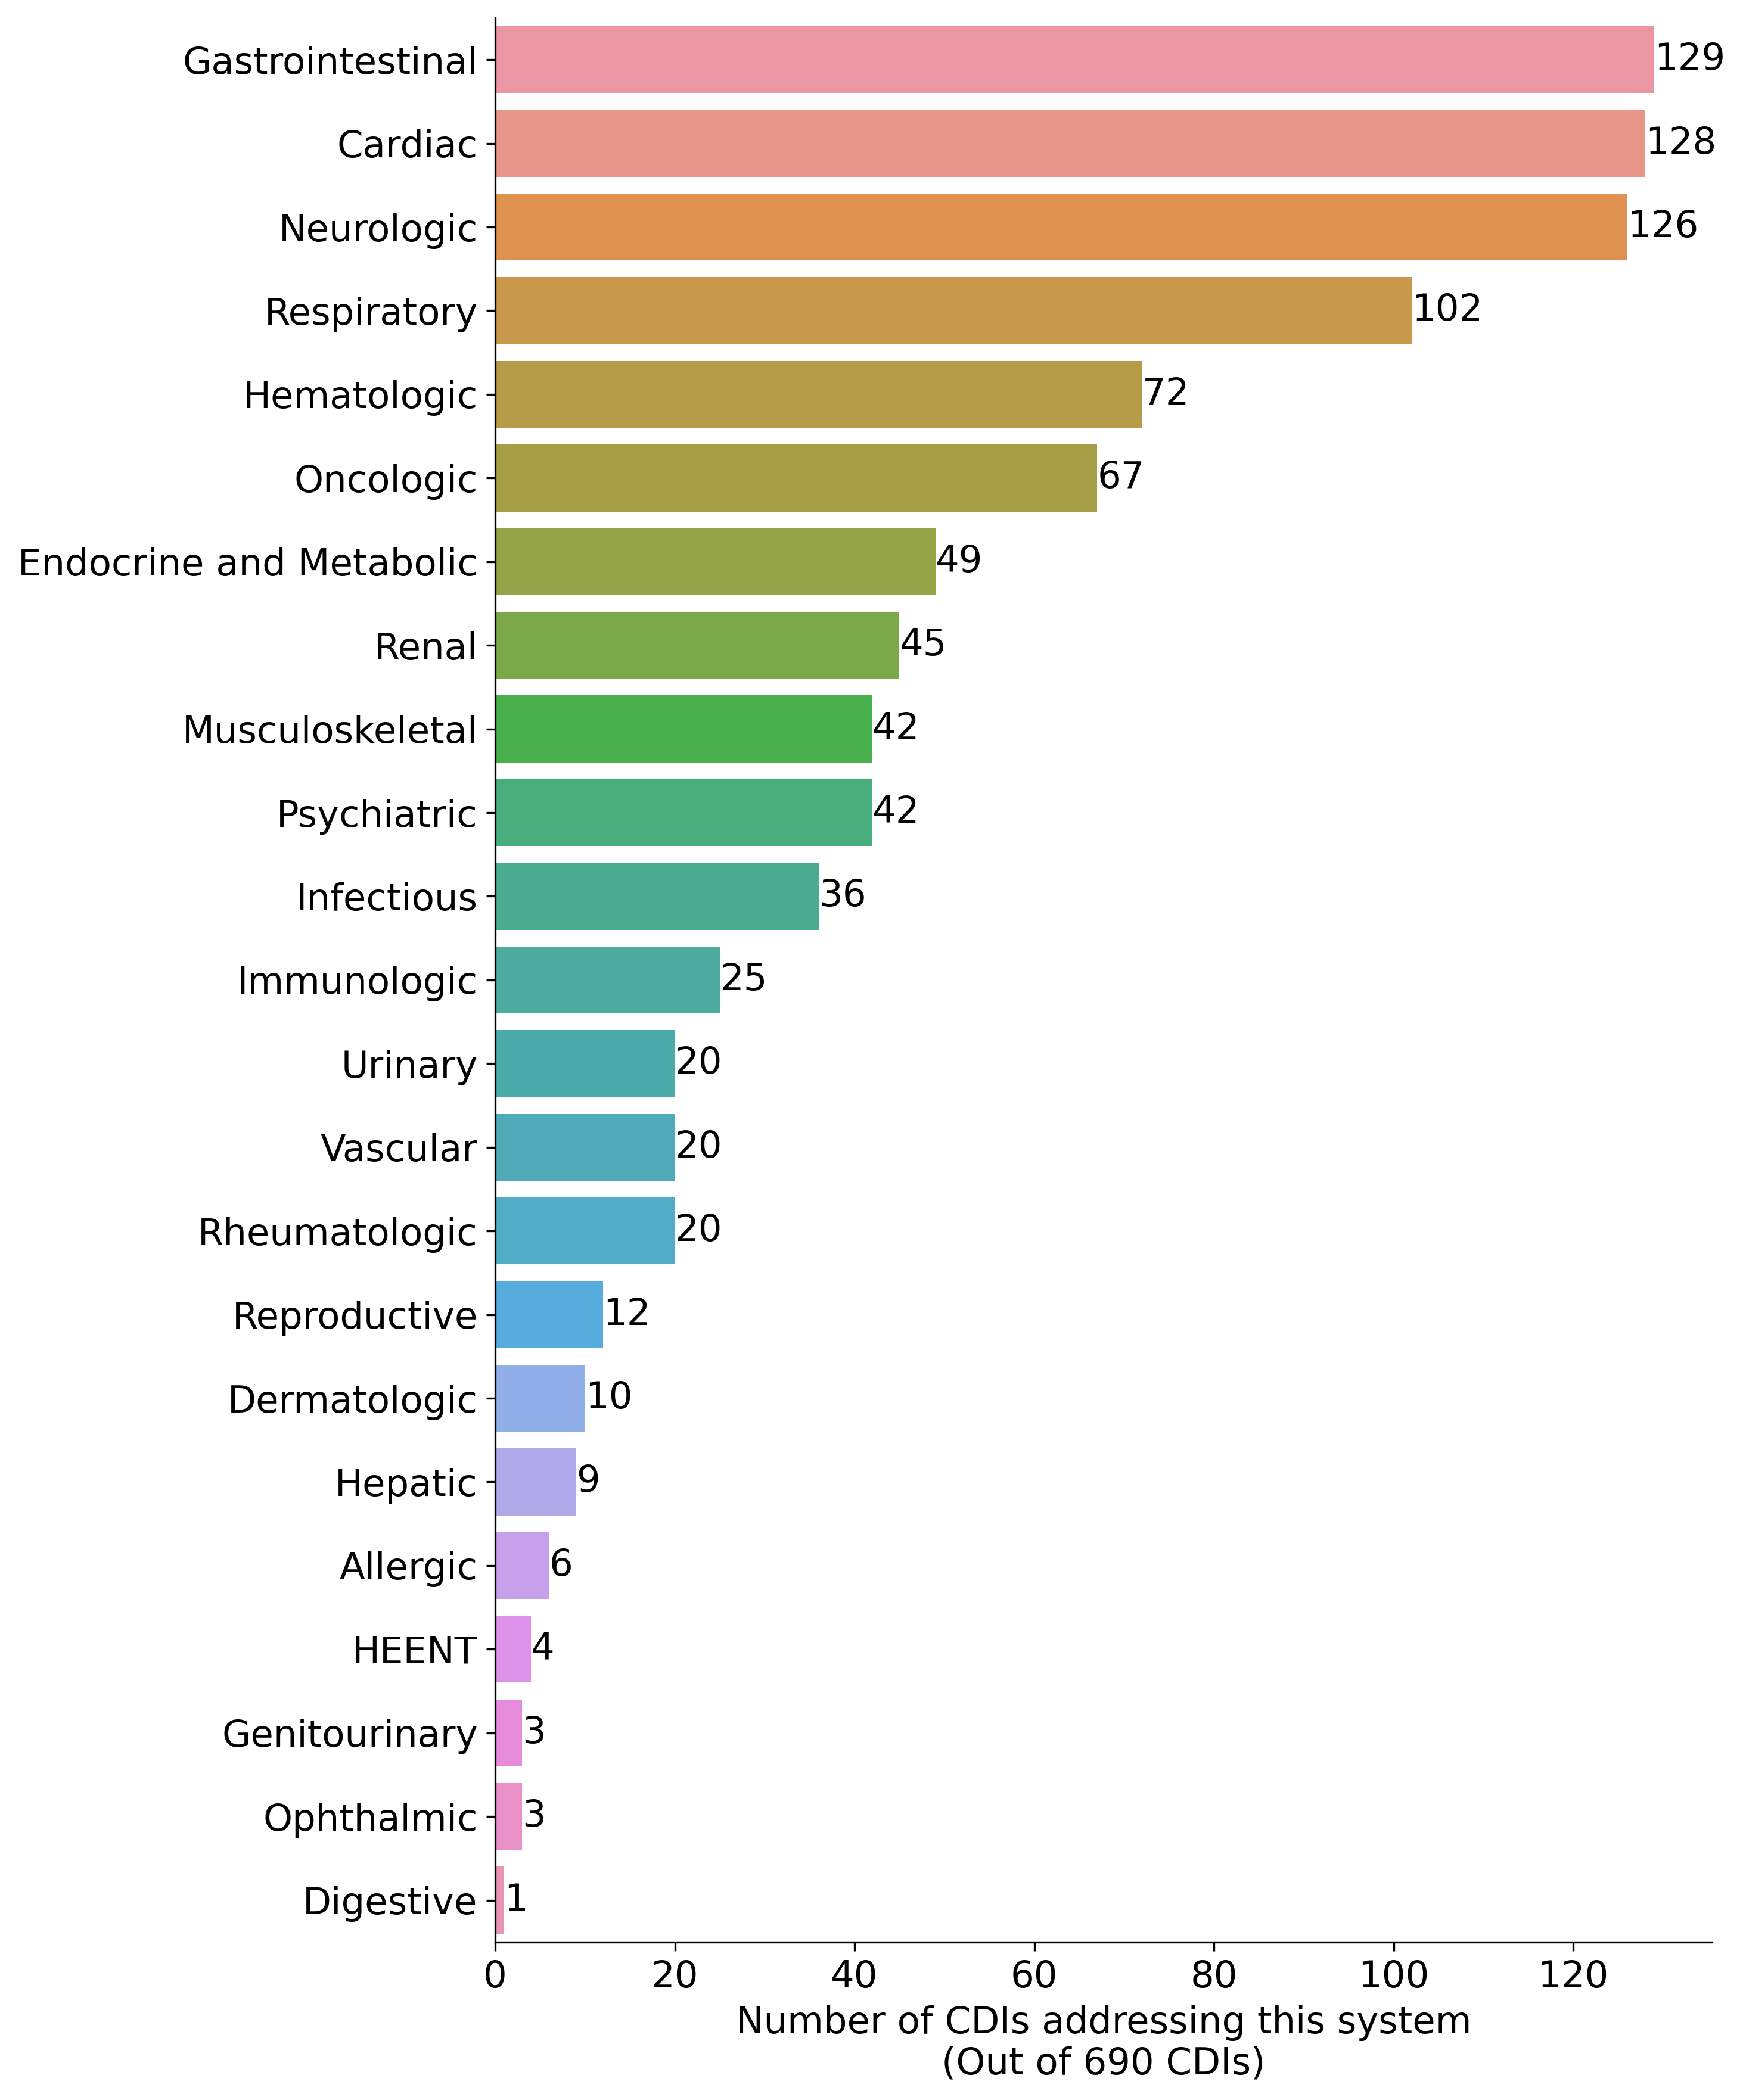 Gastrointestinal 129
Cardiac 128
Neurologic 126
Respiratory 102
Hematologic 72
Oncologic 67
Endocrine and Metabolic 49
Renal 45
Musculoskeletal 42
Psychiatric 42
Infectious 36
Immunologic 25
Urinary 20
Vascular 20
Rheumatologic 20
Reproductive 12
Dermatologic 10
Hepatic 9
Allergic 6
HEENT 4
Genitourinary 3
Ophthalmic 3
Digestive 1
0 20 40 60 80 100 120
Number of CDIs addressing this system
(Out of 690 CDIs)